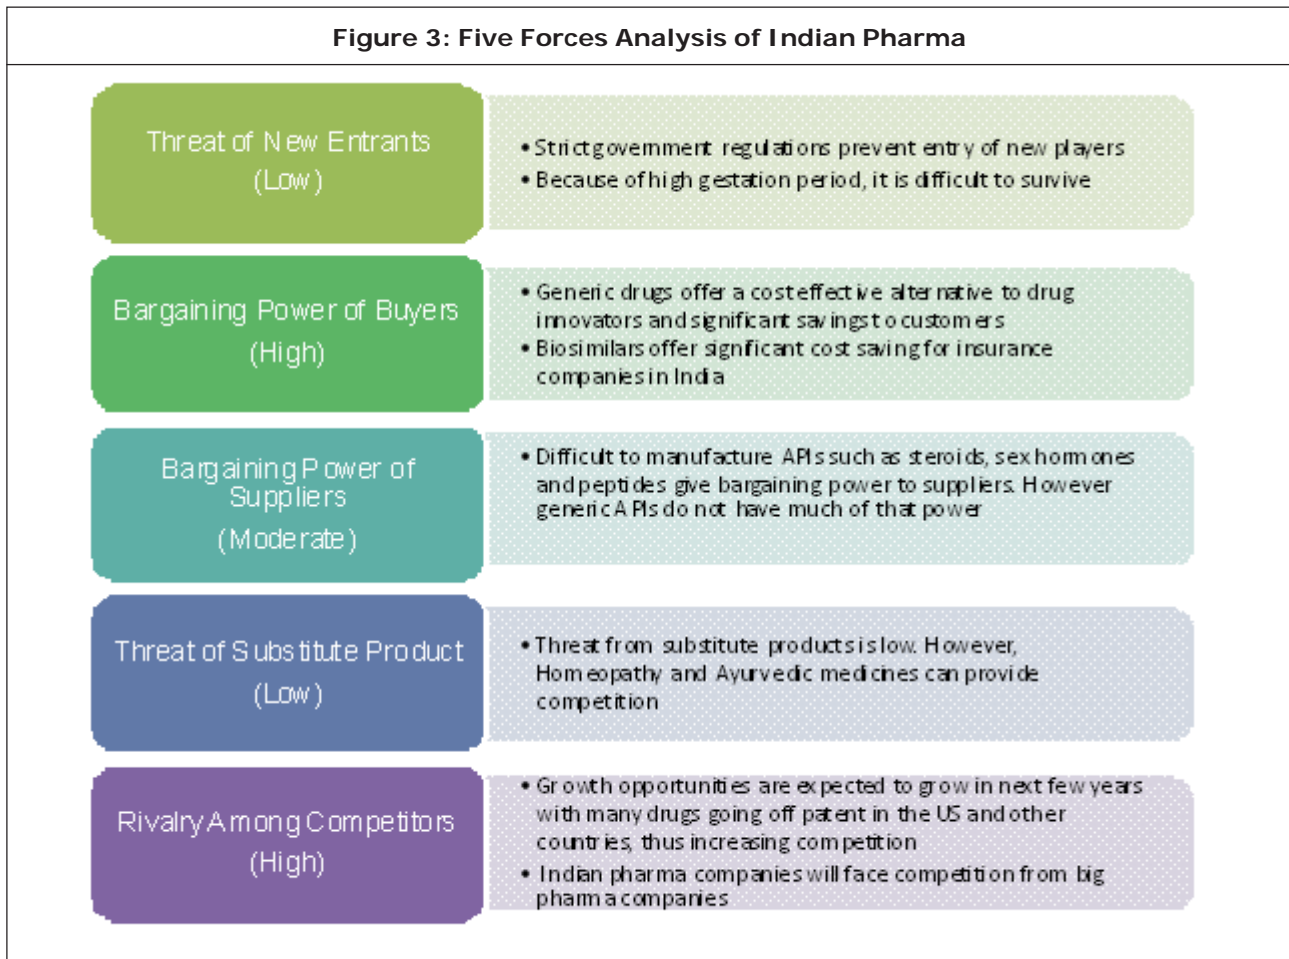 Figure 3: Five Forces Analysis of Indian Pharma
Threat of New Entrants
(Low)
• Strict government regulations prevent entry of new players
• Because of high gestation period, it is difficult to survive
Bargaining Power of Buyers
(High)
• Generic drugs offer a cost effective alternative to drug
innovators and significant savings to customers
• Biosimilars offer significant cost saving for insurance
companies in India
Bargaining Power of
Suppliers
(Moderate)
• Difficult to manufacture APIs such as steroids, sex hormones
and peptides give bargaining power to suppliers. However
generic APIs do not have much of that power
Threat of Substitute Product
(Low)
• Threat from substitute products is low. However,
Homeopathy and Ayurvedic medicines can provide
competition
Rivalry Among Competitors
(High)
• Growth opportunities are expected to grow in next few years
with many drugs going off patent in the US and other
countries, thus increasing competition
• Indian pharma companies will face competition from big
pharma companies